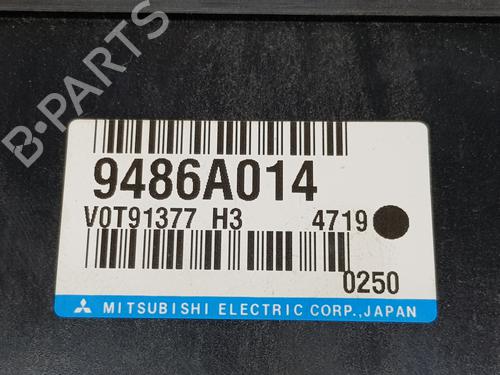 B-PARTS
9486A014
V0T91377 H3 4719
0250
MITSUBISHI ELECTRIC CORP.,JAPAN